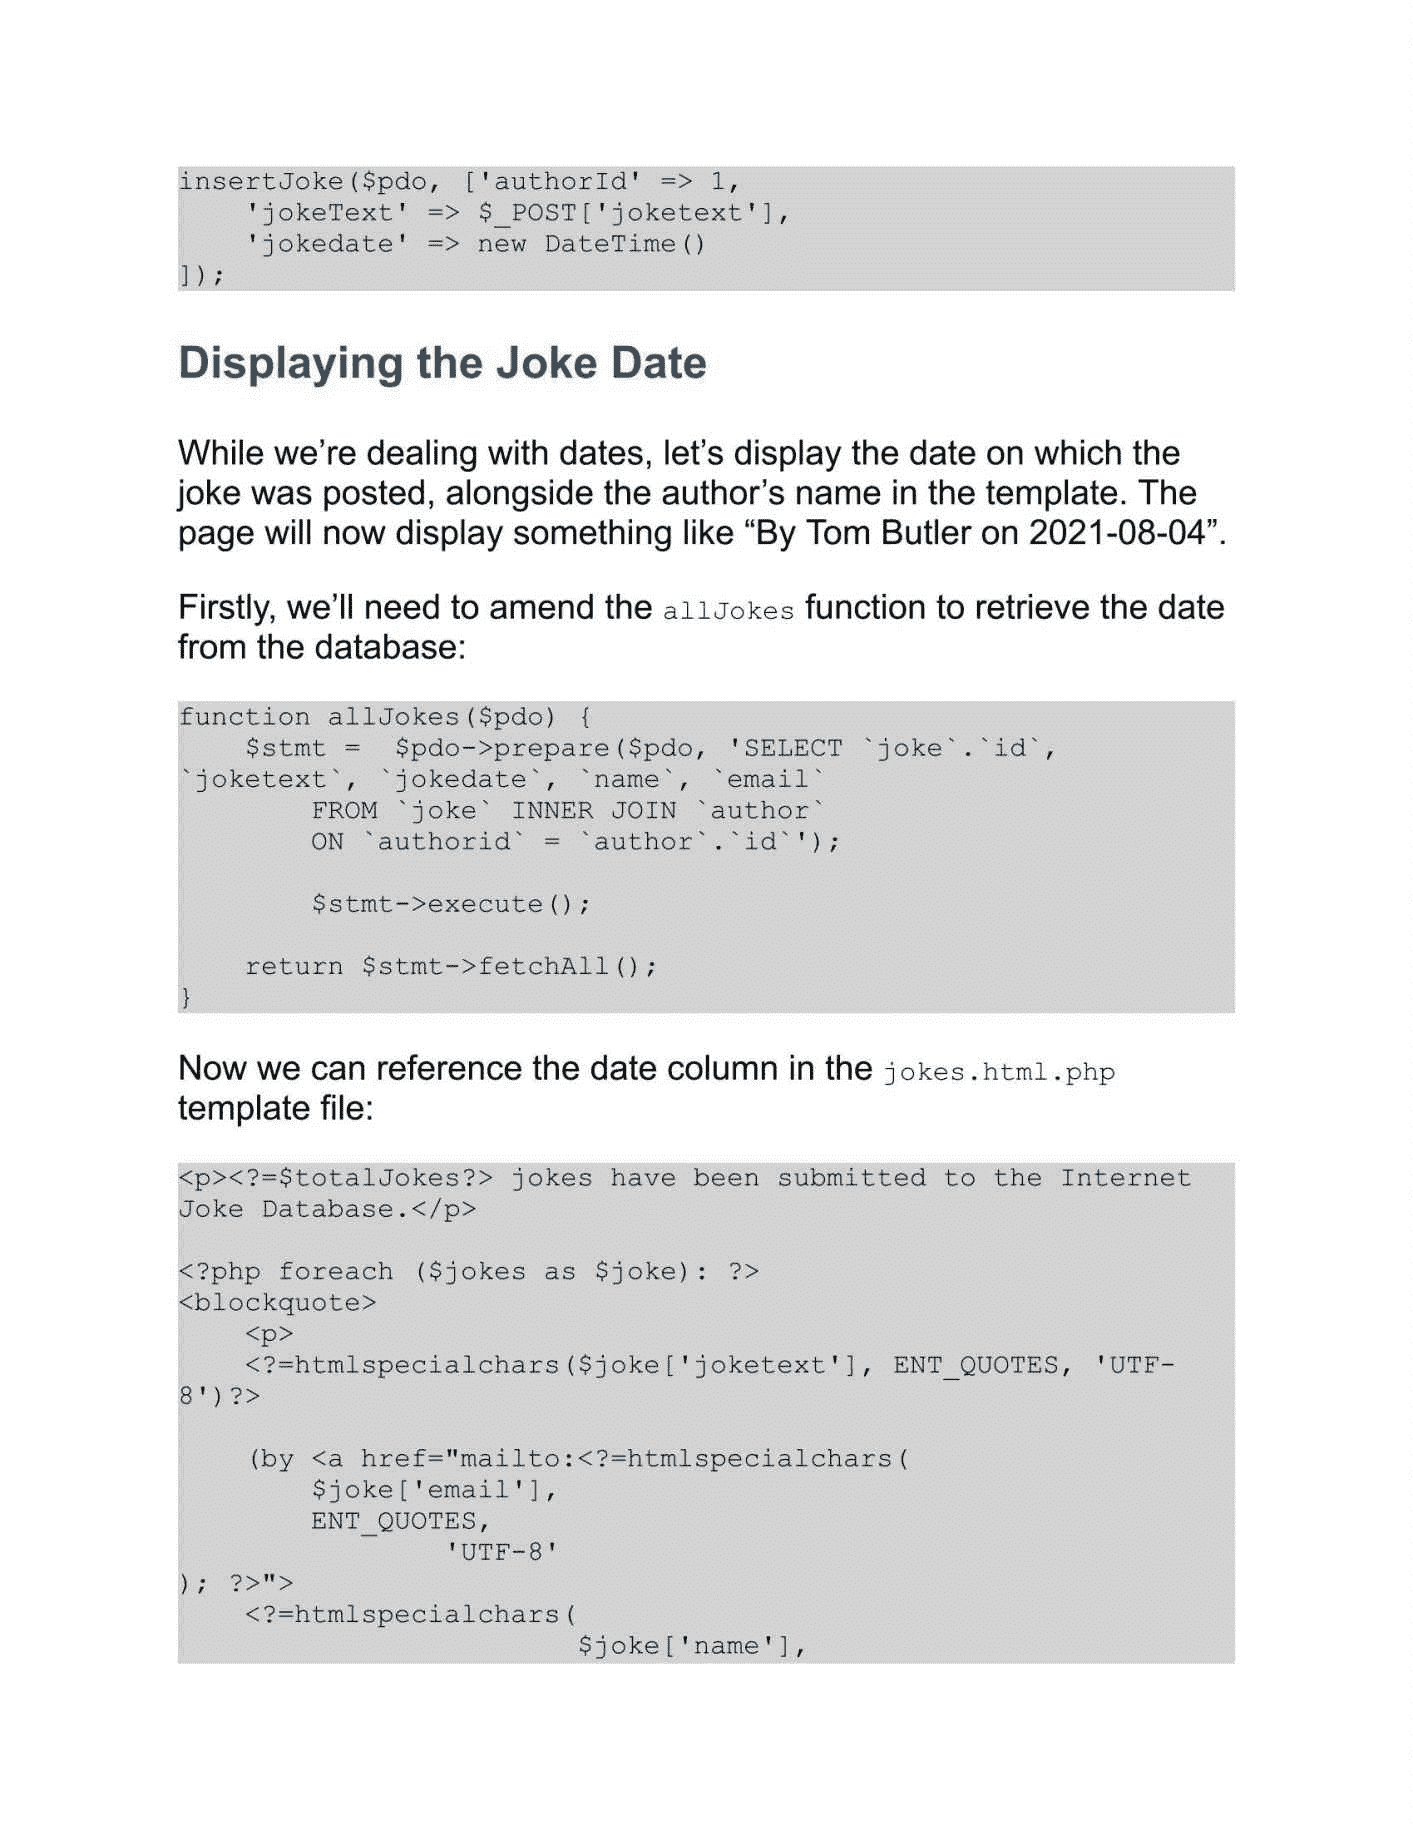 insertJoke($pdo, ['authorId' => 1,
    'jokeText' => $_POST['joketext'],
    'jokedate' => new DateTime()
]);
Displaying the Joke Date
While we’re dealing with dates, let’s display the date on which the
joke was posted, alongside the author’s name in the template. The
page will now display something like “By Tom Butler on 2021-08-04”.
Firstly, we’ll need to amend the allJokes function to retrieve the date
from the database:
function allJokes($pdo) {
    $stmt =  $pdo->prepare($pdo, 'SELECT `joke`.`id`,
`joketext`, `jokedate`, `name`, `email`
        FROM `joke` INNER JOIN `author`
        ON `authorid` = `author`.`id`');
        $stmt->execute();
    return $stmt->fetchAll();
}
Now we can reference the date column in the jokes.html.php
template file:
<p><?=$totalJokes?> jokes have been submitted to the Internet
Joke Database.</p>
<?php foreach ($jokes as $joke): ?>
<blockquote>
    <p>
    <?=htmlspecialchars($joke['joketext'], ENT_QUOTES, 'UTF-
8')?>
    (by <a href="mailto:<?=htmlspecialchars(
        $joke['email'],
        ENT_QUOTES,
                'UTF-8'
); ?>">
    <?=htmlspecialchars(
                        $joke['name'],